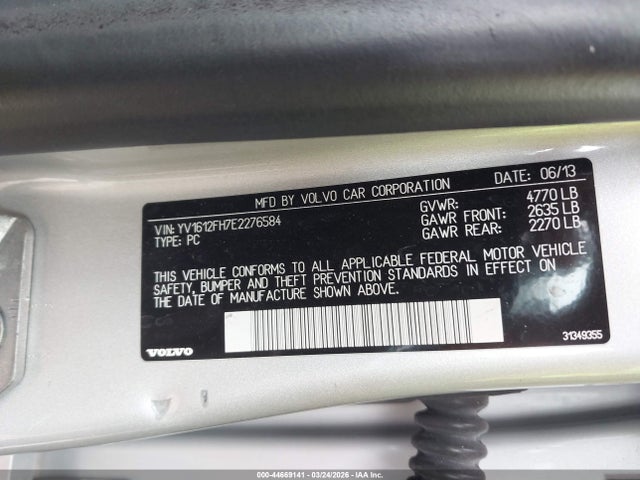 MFD BY VOLVO CAR CORPORATION DATE: 06/13
VIN: YV1612FH7E2276584 GVWR: 4770 LB
TYPE: PC GAWR FRONT: 2635 LB
GAWR REAR: 2270 LB
THIS VEHICLE CONFORMS TO ALL APPLICABLE FEDERAL MOTOR VEHICLE
SAFETY, BUMPER AND THEFT PREVENTION STANDARDS IN EFFECT ON
THE DATE OF MANUFACTURE SHOWN ABOVE.
VOLVO 31349355
000-44669141 - 03/24/2026 - IAA Inc.